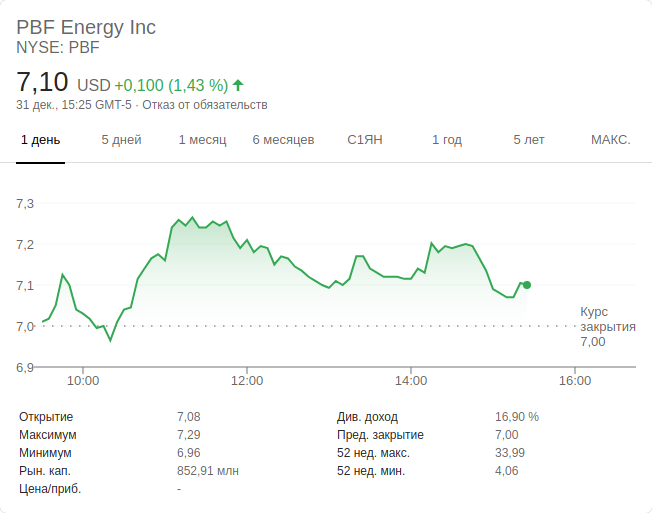 PBF Energy Inc
NYSE: PBF
7,10 USD +0,100 (1,43 %)
31 дек., 15:25 GMT-5 · Отказ от обязательств
1 день 5 дней 1 месяц 6 месяцев С1ЯН 1 год 5 лет МАКС.
7,3
7,2
7,1
7,0
6,9
Курс
закрытия
7,00
10:00 12:00 14:00 16:00
Открытие 7,08 Див. доход 16,90 %
Максимум 7,29 Пред. закрытие 7,00
Минимум 6,96 52 нед. макс. 33,99
Рын. кап. 852,91 млн 52 нед. мин. 4,06
Цена/приб. -